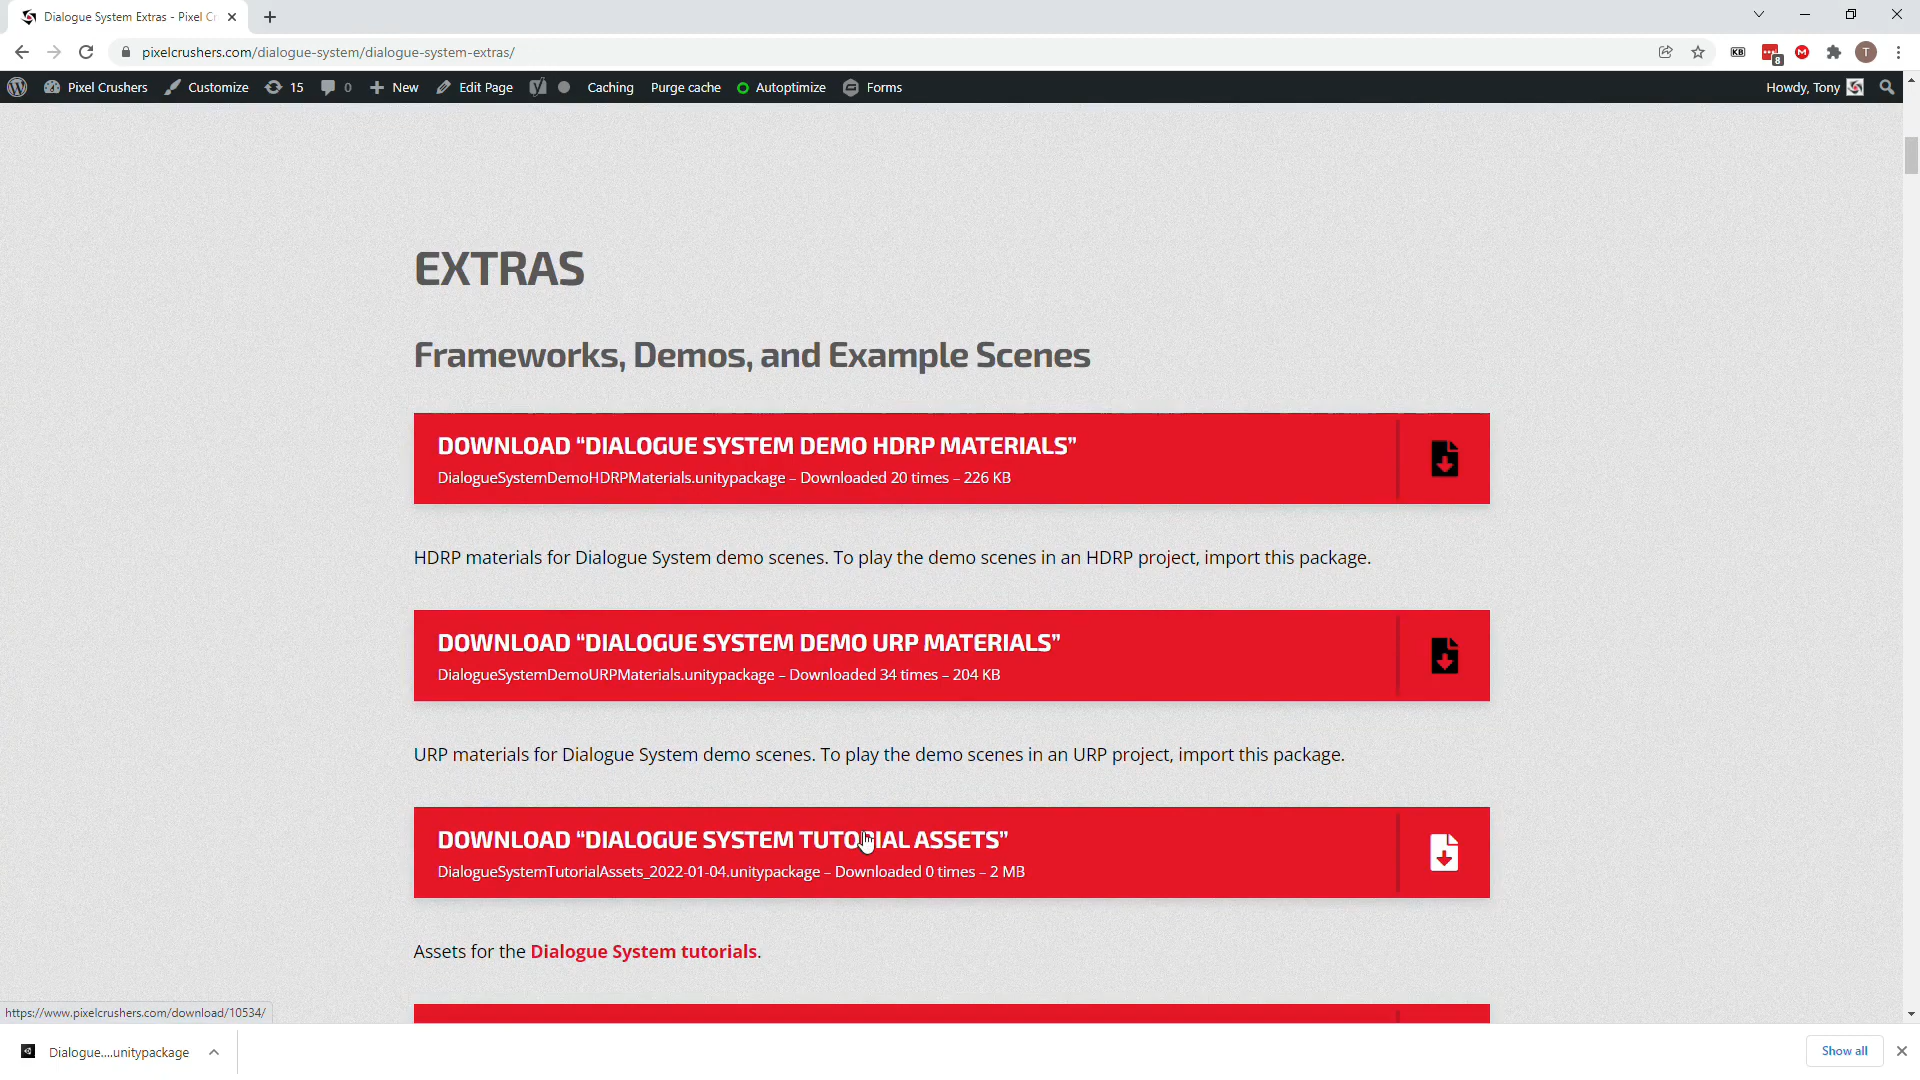 Dialogue System Extras - Pixel Cr
pixelcrushers.com/dialogue-system/dialogue-system-extras/
KB
8
M
T
Pixel Crushers
Customize
15
0
New
Edit Page
Caching
Purge cache
Autoptimize
Forms
Howdy, Tony
EXTRAS
Frameworks, Demos, and Example Scenes
DOWNLOAD “DIALOGUE SYSTEM DEMO HDRP MATERIALS”
DialogueSystemDemoHDRPMaterials.unitypackage – Downloaded 20 times – 226 KB
HDRP materials for Dialogue System demo scenes. To play the demo scenes in an HDRP project, import this package.
DOWNLOAD “DIALOGUE SYSTEM DEMO URP MATERIALS”
DialogueSystemDemoURPMaterials.unitypackage – Downloaded 34 times – 204 KB
URP materials for Dialogue System demo scenes. To play the demo scenes in an URP project, import this package.
DOWNLOAD “DIALOGUE SYSTEM TUTORIAL ASSETS”
DialogueSystemTutorialAssets_2022-01-04.unitypackage – Downloaded 0 times – 2 MB
Assets for the Dialogue System tutorials.
https://www.pixelcrushers.com/download/10534/
Dialogue....unitypackage
Show all